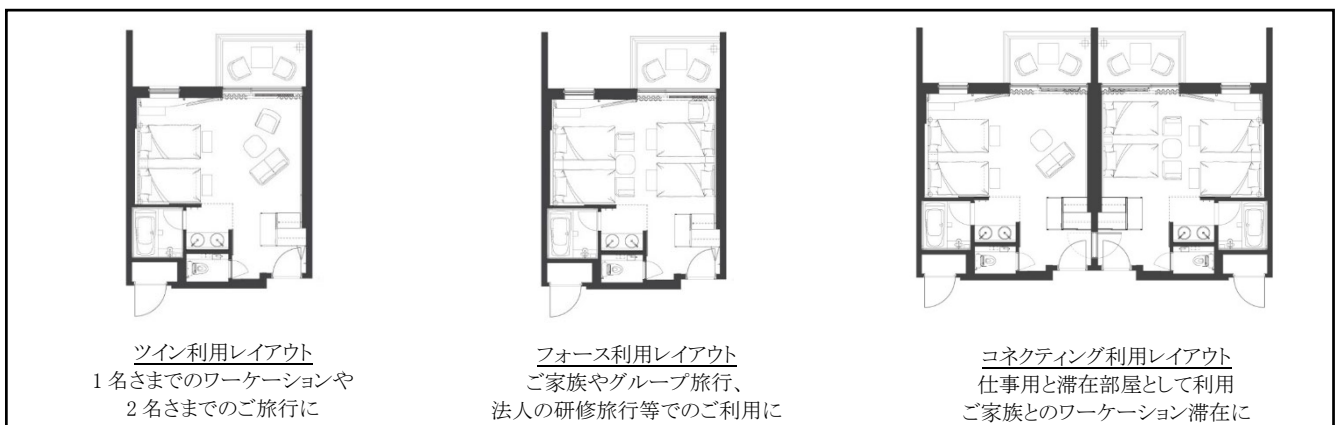 ツイン利用レイアウト
1 名さまでのワーケーションや
2 名さまでのご旅行に
フォース利用レイアウト
ご家族やグループ旅行、
法人の研修旅行等でのご利用に
コネクティング利用レイアウト
仕事用と滞在部屋として利用
ご家族とのワーケーション滞在に